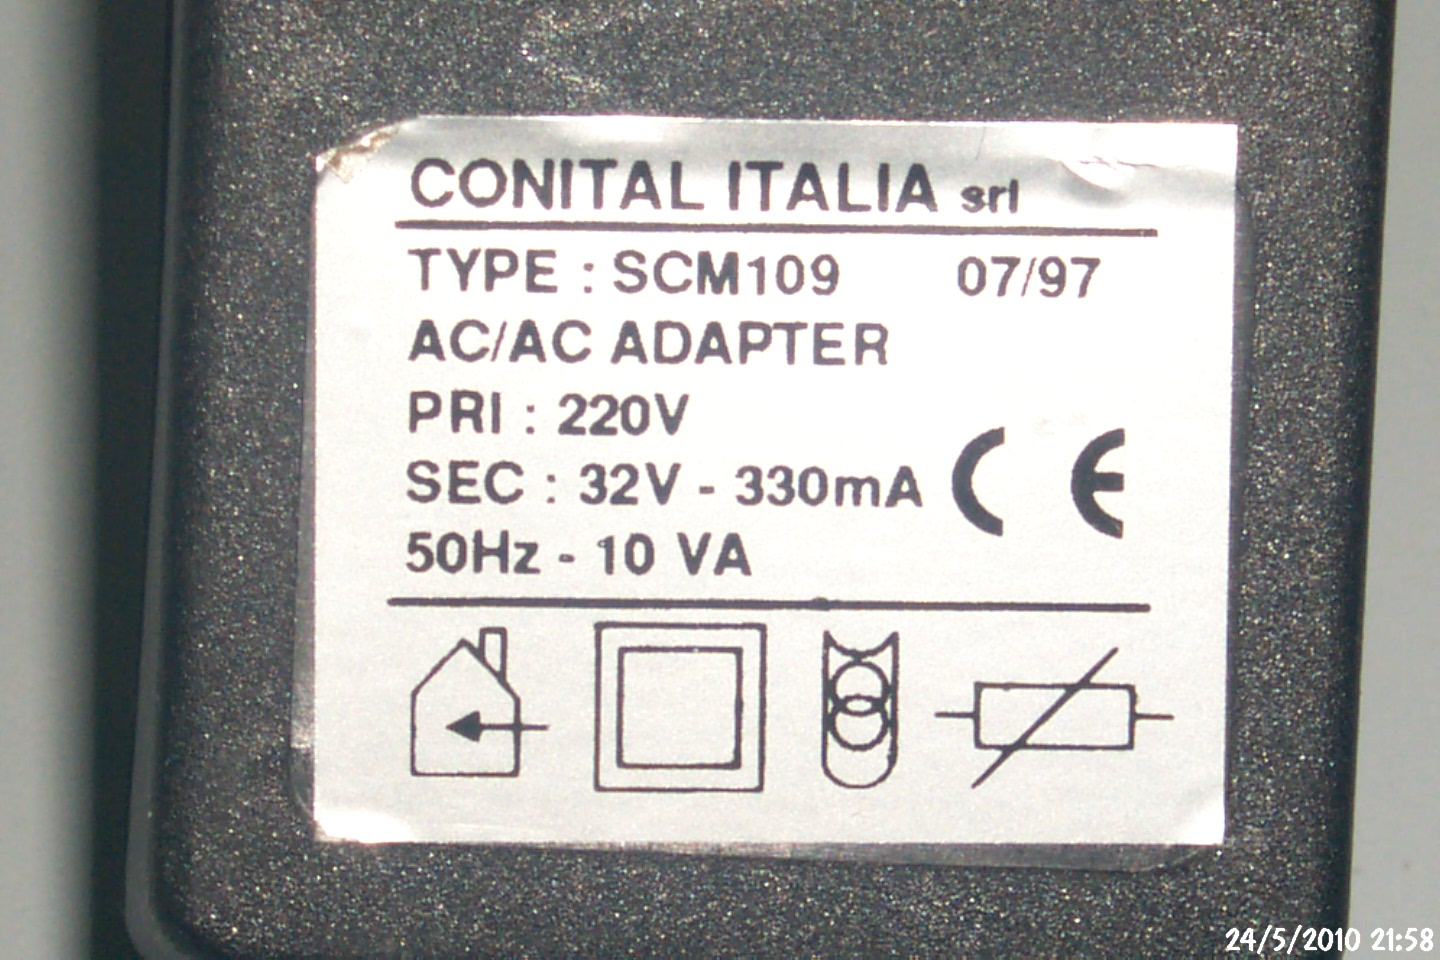 CONITAL ITALIA srl
TYPE : SCM109 07/97
AC/AC ADAPTER
PRI : 220V
SEC : 32V - 330mA CE
50Hz - 10 VA
24/5/2010 21:58